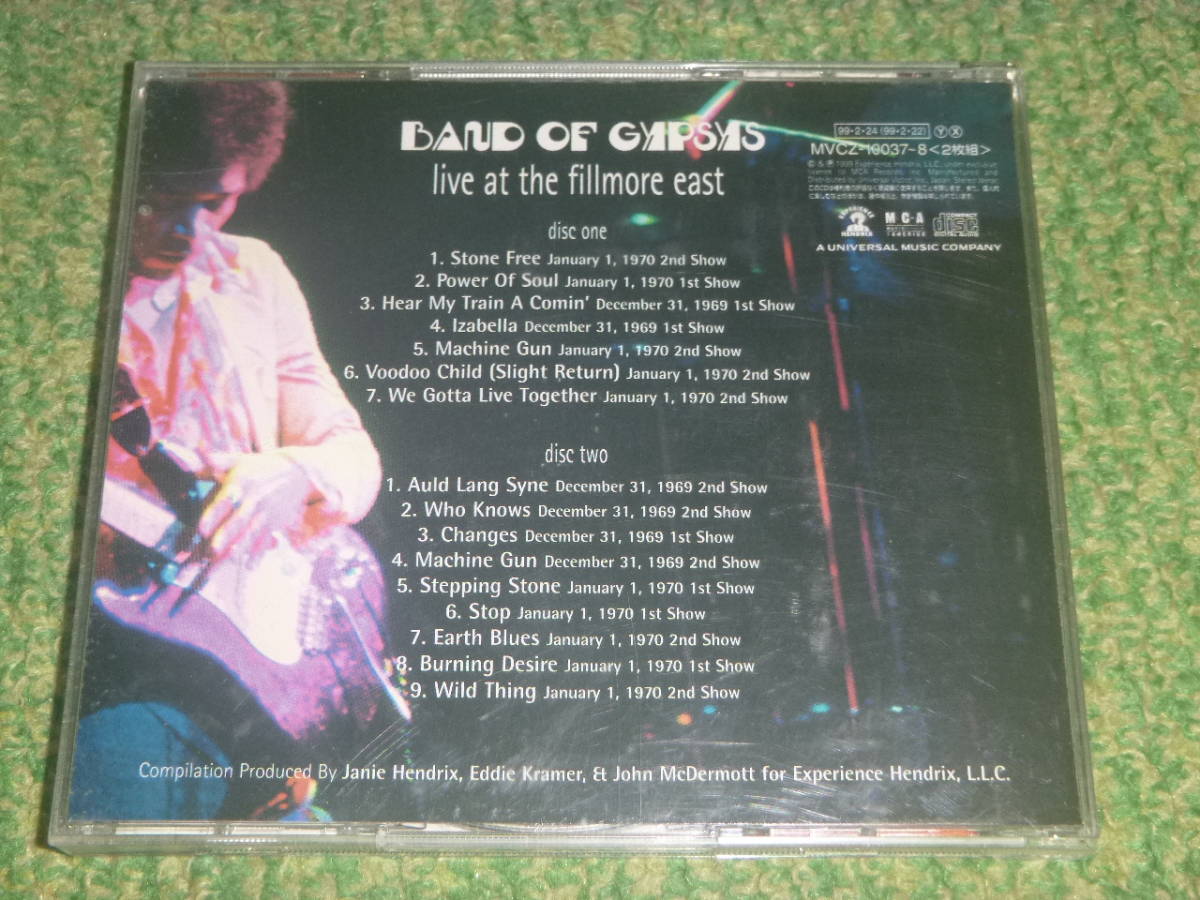 BAND OF GYPSYS
live at the fillmore east
99・2・24 (99・2・22) Y X
MVCZ-10037~8<2枚組>
EXPERIENCE HENDRIX
MCA
COMPACT disc DIGITAL AUDIO
A UNIVERSAL MUSIC COMPANY
disc one
1. Stone Free January 1, 1970 2nd Show
2. Power Of Soul January 1, 1970 1st Show
3. Hear My Train A Comin' December 31, 1969 1st Show
4. Izabella December 31, 1969 1st Show
5. Machine Gun January 1, 1970 2nd Show
6. Voodoo Child (Slight Return) January 1, 1970 2nd Show
7. We Gotta Live Together January 1, 1970 2nd Show
disc two
1. Auld Lang Syne December 31, 1969 2nd Show
2. Who Knows December 31, 1969 2nd Show
3. Changes December 31, 1969 1st Show
4. Machine Gun December 31, 1969 2nd Show
5. Stepping Stone January 1, 1970 1st Show
6. Stop January 1, 1970 1st Show
7. Earth Blues January 1, 1970 2nd Show
8. Burning Desire January 1, 1970 1st Show
9. Wild Thing January 1, 1970 2nd Show
Compilation Produced By Janie Hendrix, Eddie Kramer, & John McDermott for Experience Hendrix, L.L.C.